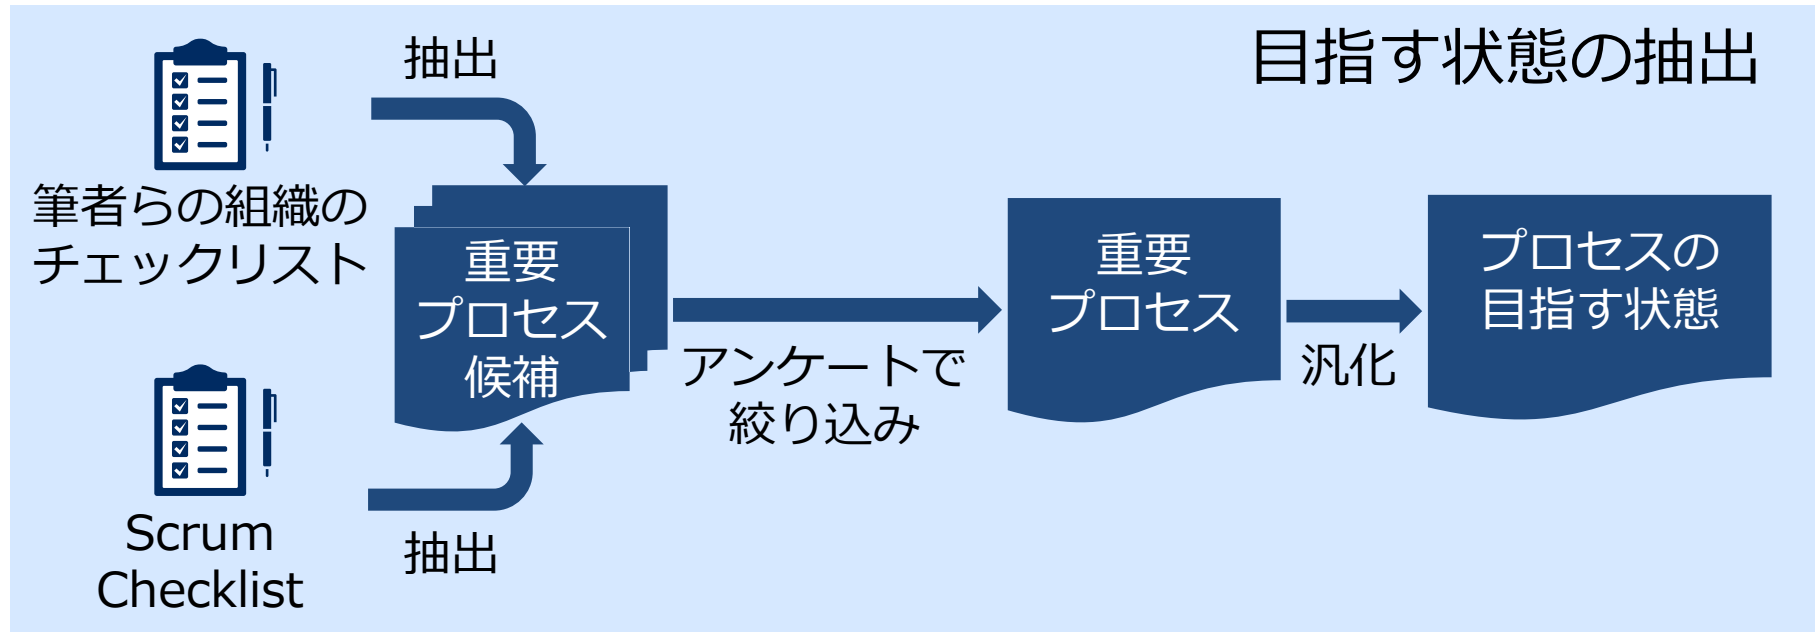 目指す状態の抽出
抽出
筆者らの組織の
チェックリスト
重要
プロセス
候補
Scrum
Checklist
抽出
アンケートで
絞り込み
重要
プロセス
汎化
プロセスの
目指す状態